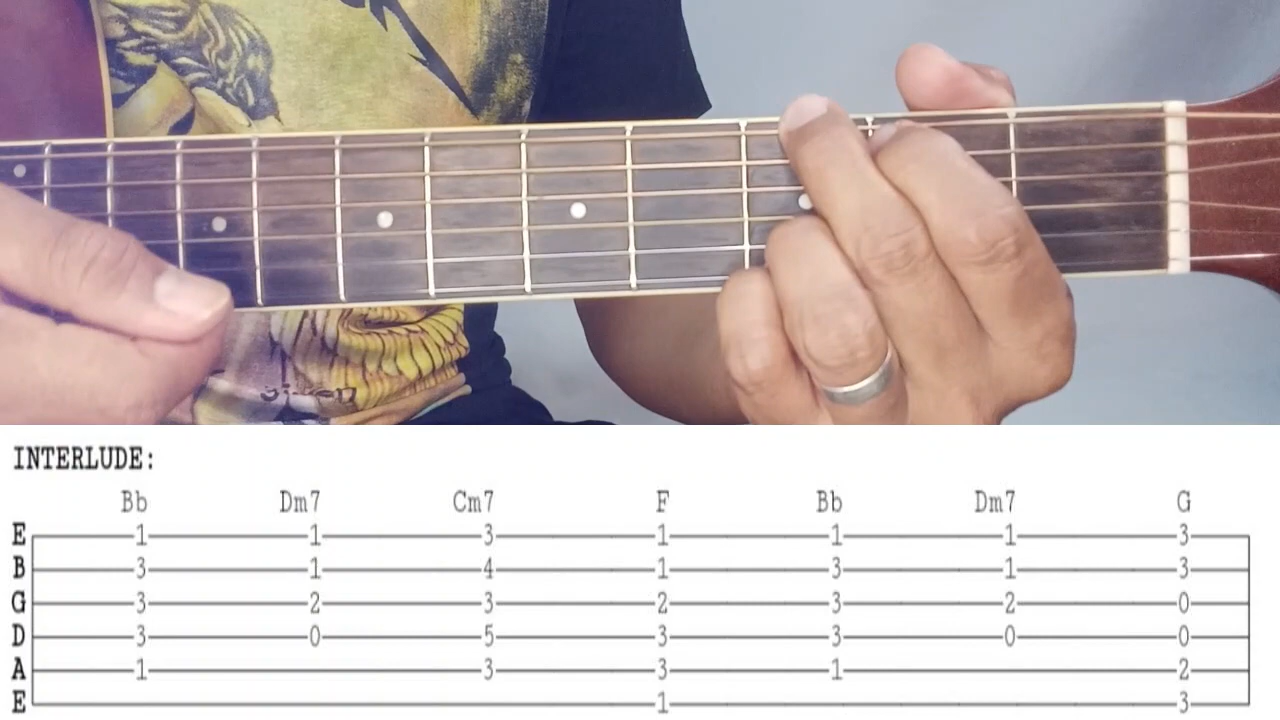 INTERLUDE:
Bb Dm7 Cm7 F Bb Dm7 G
E 1 1 3 1 1 1 3
B 3 1 4 1 3 1 3
G 3 2 3 2 3 2 0
D 3 0 5 3 3 0 0
A 1 3 3 1 2
E 1 3